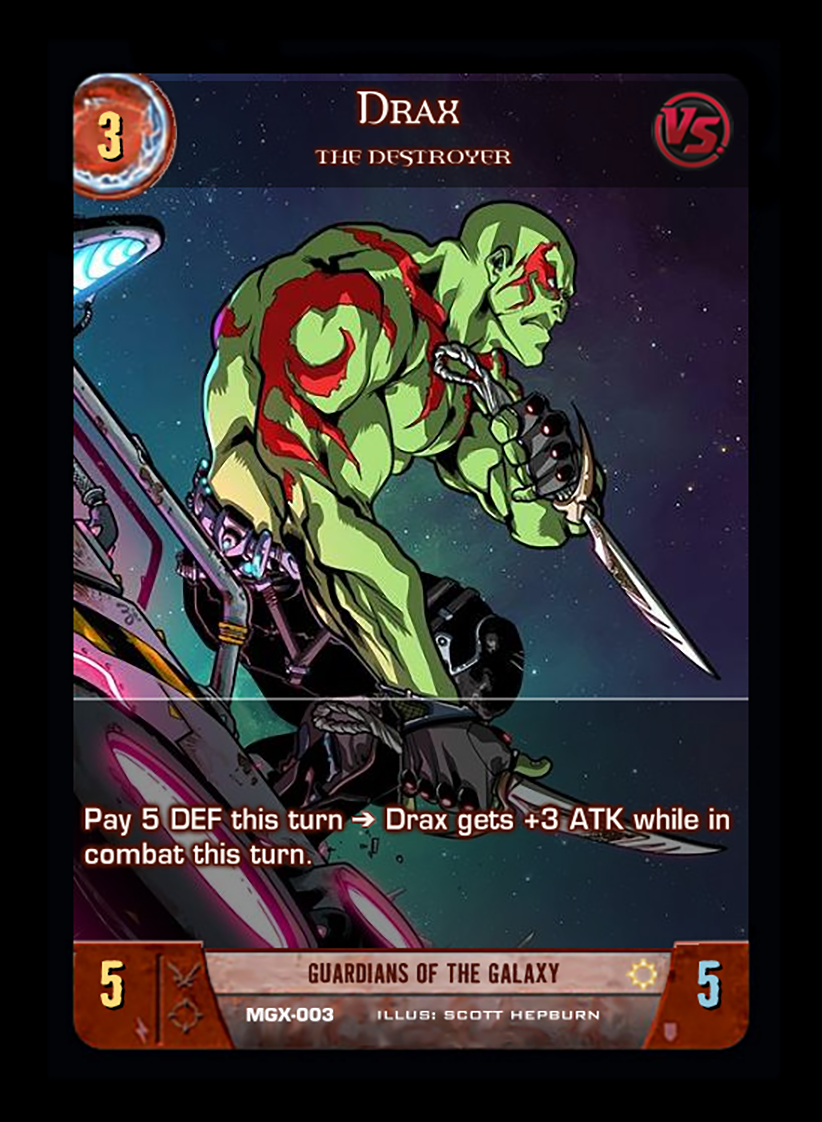 3
Drax
VS.
THE DESTROYER
Pay 5 DEF this turn ➔ Drax gets +3 ATK while in
combat this turn.
5
GUARDIANS OF THE GALAXY
5
MGX-003
ILLUS: SCOTT HEPBURN